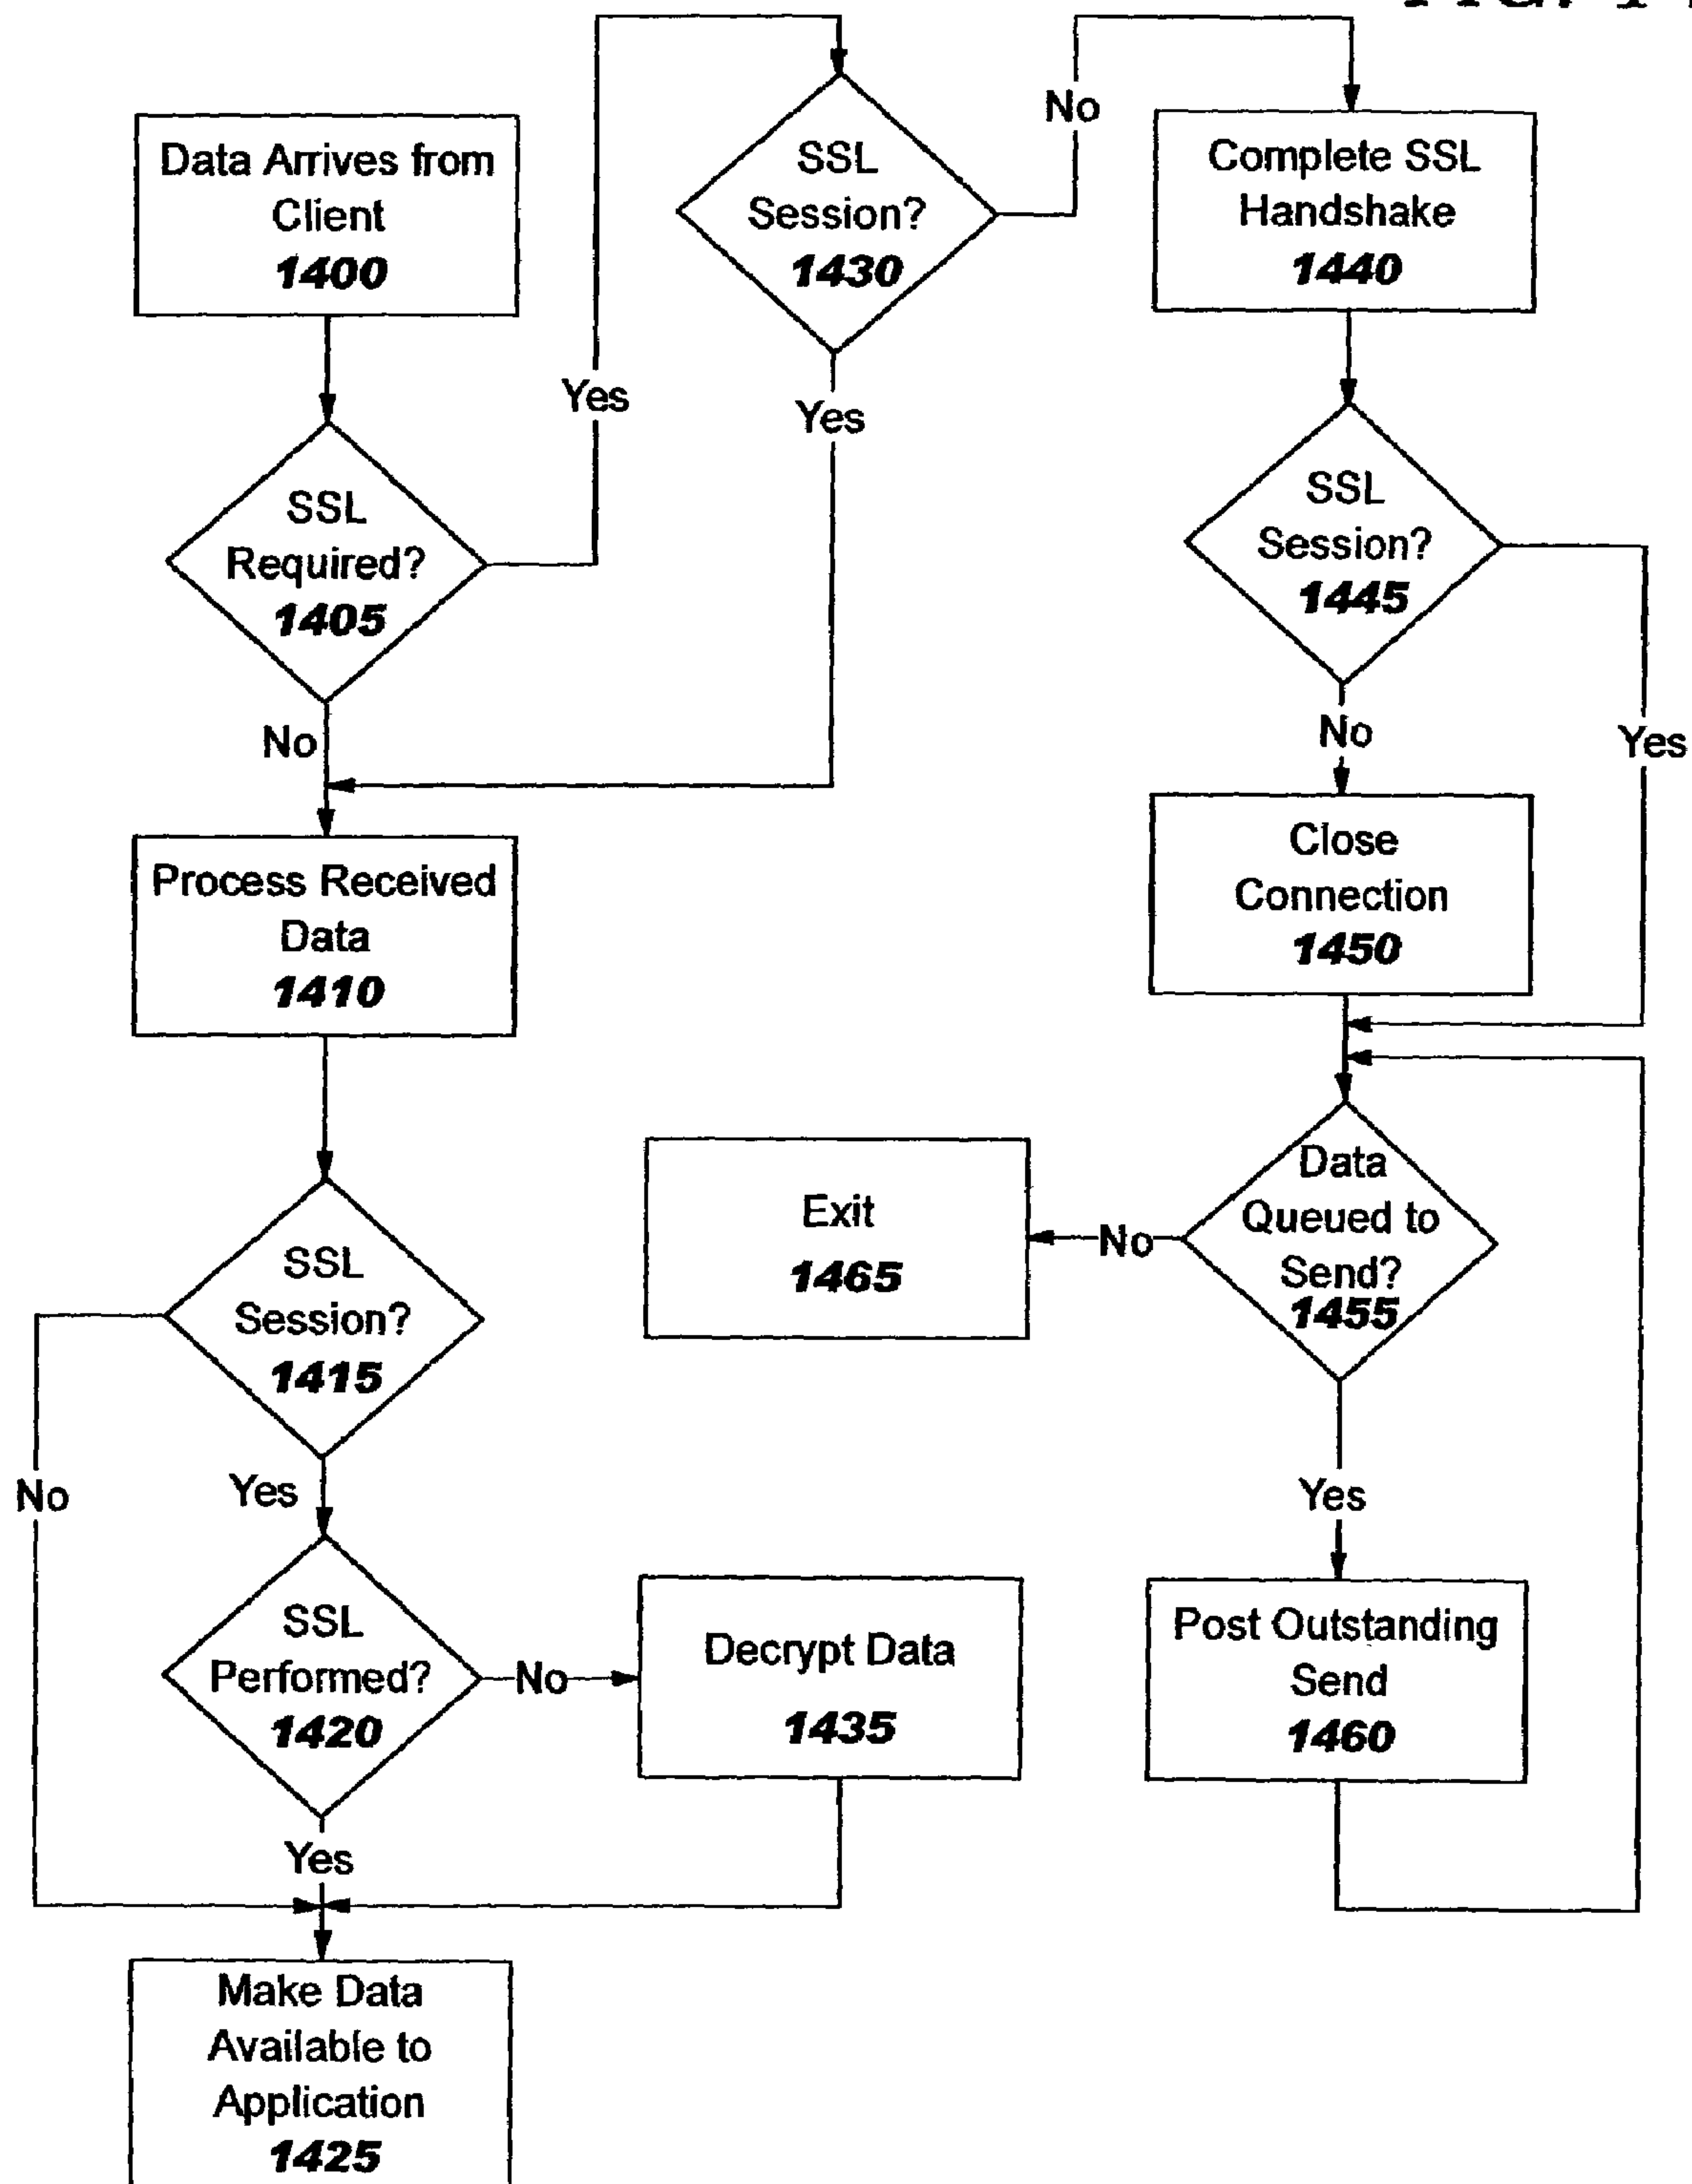 Data Arrives from
Client
1400
Yes
SSL
Required?
1405
No
Process Received
Data
1410
SSL
Session?
1415
No
Yes
SSL
Performed?
1420
No
Yes
Make Data
Available to
Application
1425
SSL
Session?
1430
No
Yes
Decrypt Data
1435
Complete SSL
Handshake
1440
SSL
Session?
1445
No
Yes
Close
Connection
1450
Data
Queued to
Send?
1455
No
Exit
1465
Yes
Post Outstanding
Send
1460